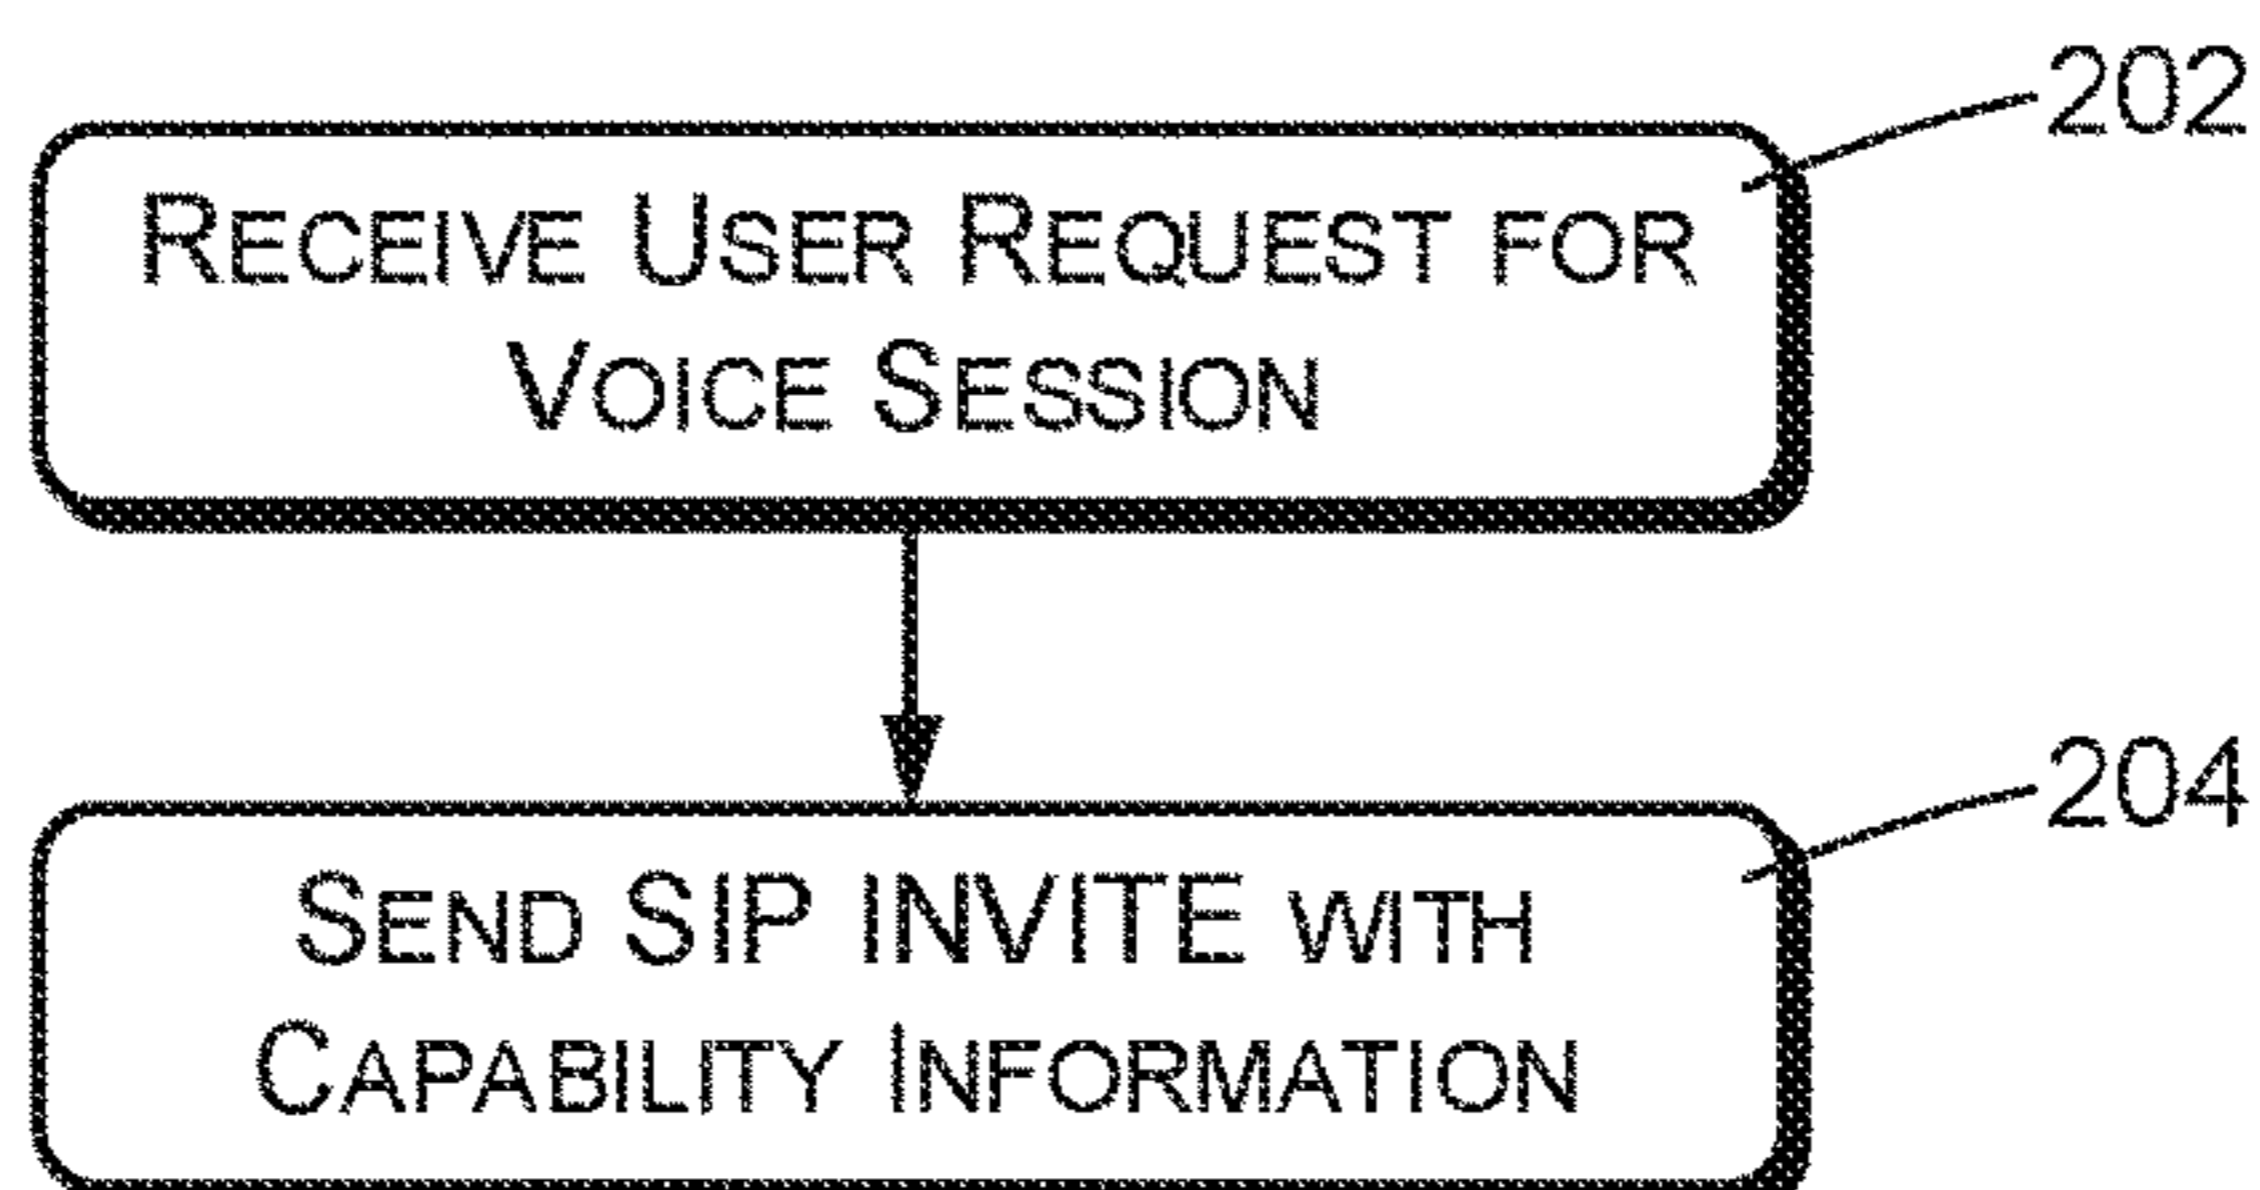 202
RECEIVE USER REQUEST FOR
VOICE SESSION
204
SEND SIP INVITE WITH
CAPABILITY INFORMATION